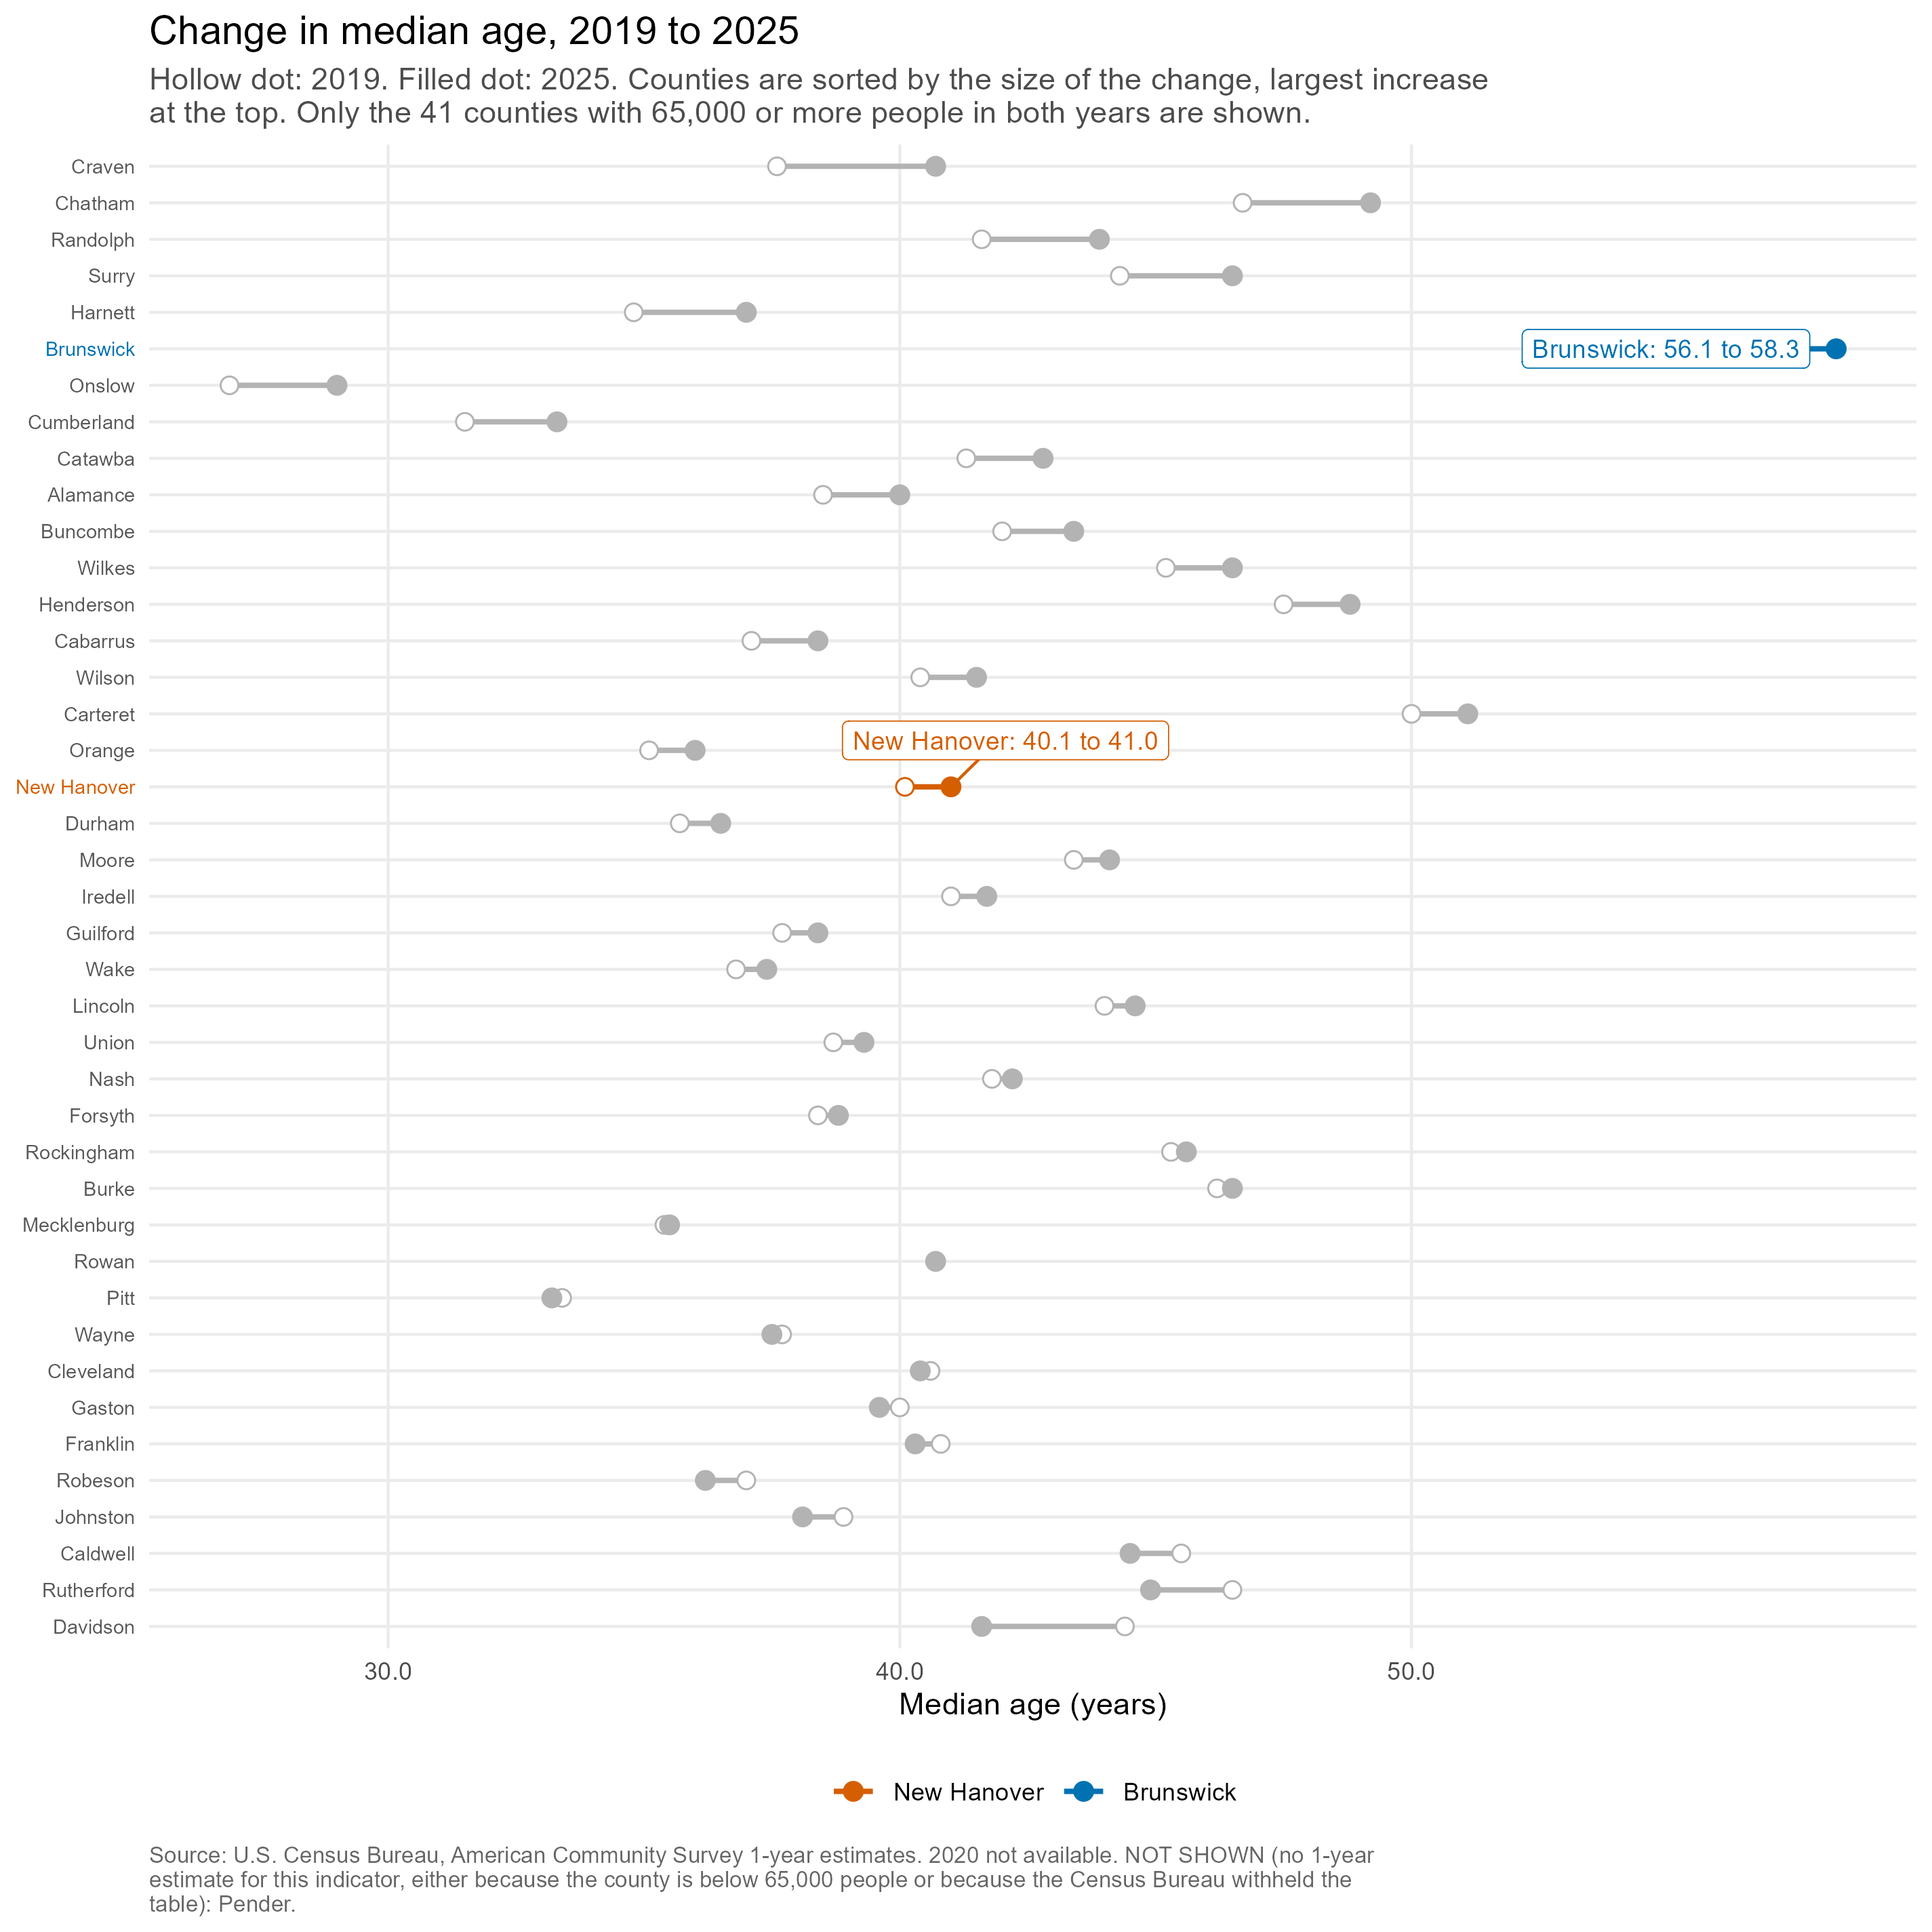 Change in median age, 2019 to 2025
Hollow dot: 2019. Filled dot: 2025. Counties are sorted by the size of the change, largest increase
at the top. Only the 41 counties with 65,000 or more people in both years are shown.
Craven
Chatham
Randolph
Surry
Harnett
Brunswick
Brunswick: 56.1 to 58.3
Onslow
Cumberland
Catawba
Alamance
Buncombe
Wilkes
Henderson
Cabarrus
Wilson
Carteret
Orange
New Hanover: 40.1 to 41.0
New Hanover
Durham
Moore
Iredell
Guilford
Wake
Lincoln
Union
Nash
Forsyth
Rockingham
Burke
Mecklenburg
Rowan
Pitt
Wayne
Cleveland
Gaston
Franklin
Robeson
Johnston
Caldwell
Rutherford
Davidson
30.0 40.0 50.0
Median age (years)
New Hanover Brunswick
Source: U.S. Census Bureau, American Community Survey 1-year estimates. 2020 not available. NOT SHOWN (no 1-year
estimate for this indicator, either because the county is below 65,000 people or because the Census Bureau withheld the
table): Pender.